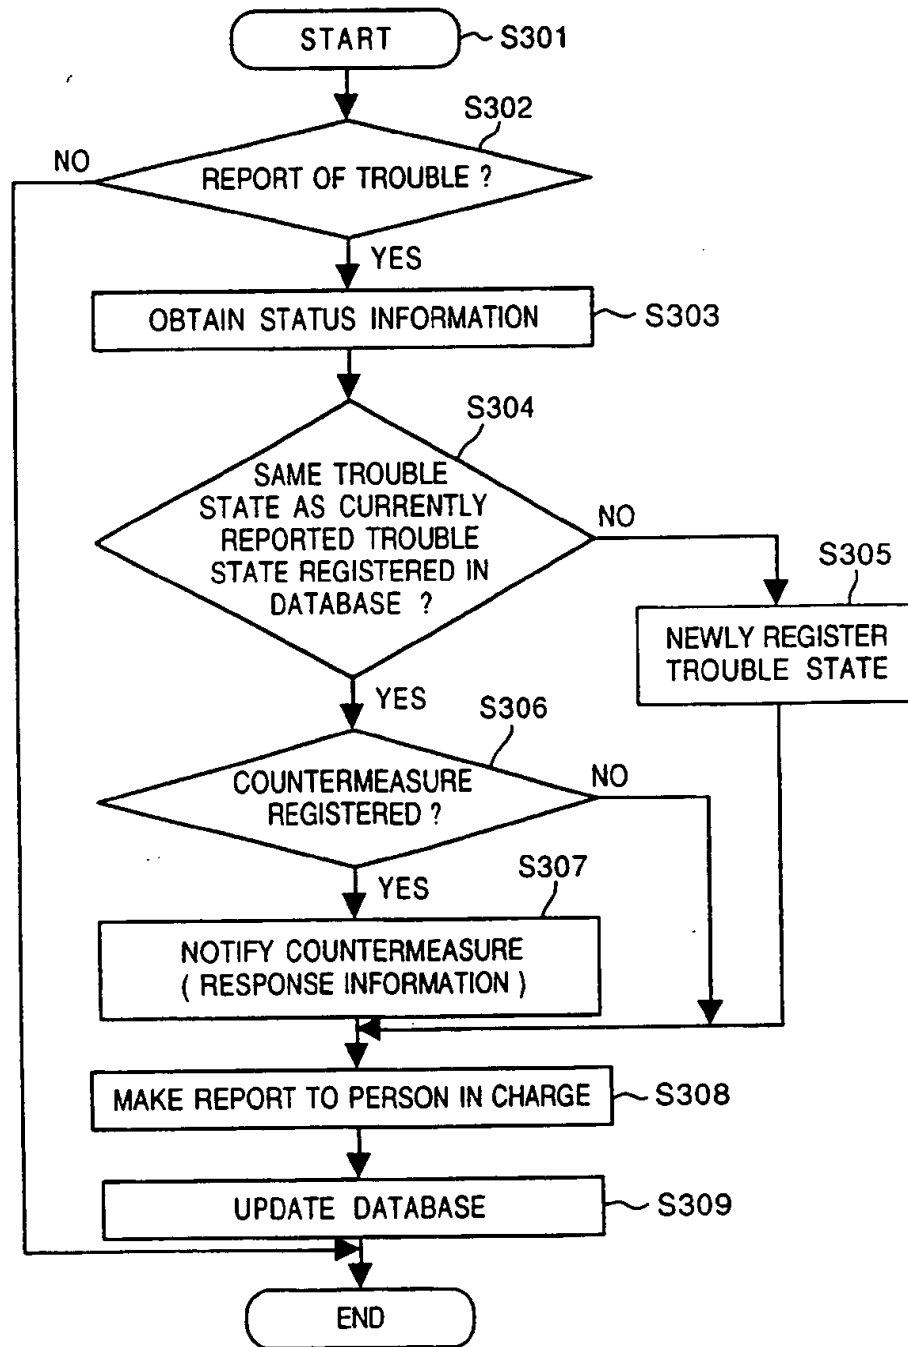 START
S301
S302
NO
REPORT OF TROUBLE ?
YES
OBTAIN STATUS INFORMATION
S303
S304
SAME TROUBLE
STATE AS CURRENTLY
REPORTED TROUBLE
STATE REGISTERED IN
DATABASE ?
NO
S305
NEWLY REGISTER
TROUBLE STATE
YES
S306
COUNTERMEASURE
REGISTERED ?
NO
YES
S307
NOTIFY COUNTERMEASURE
( RESPONSE INFORMATION )
MAKE REPORT TO PERSON IN CHARGE
S308
UPDATE DATABASE
S309
END